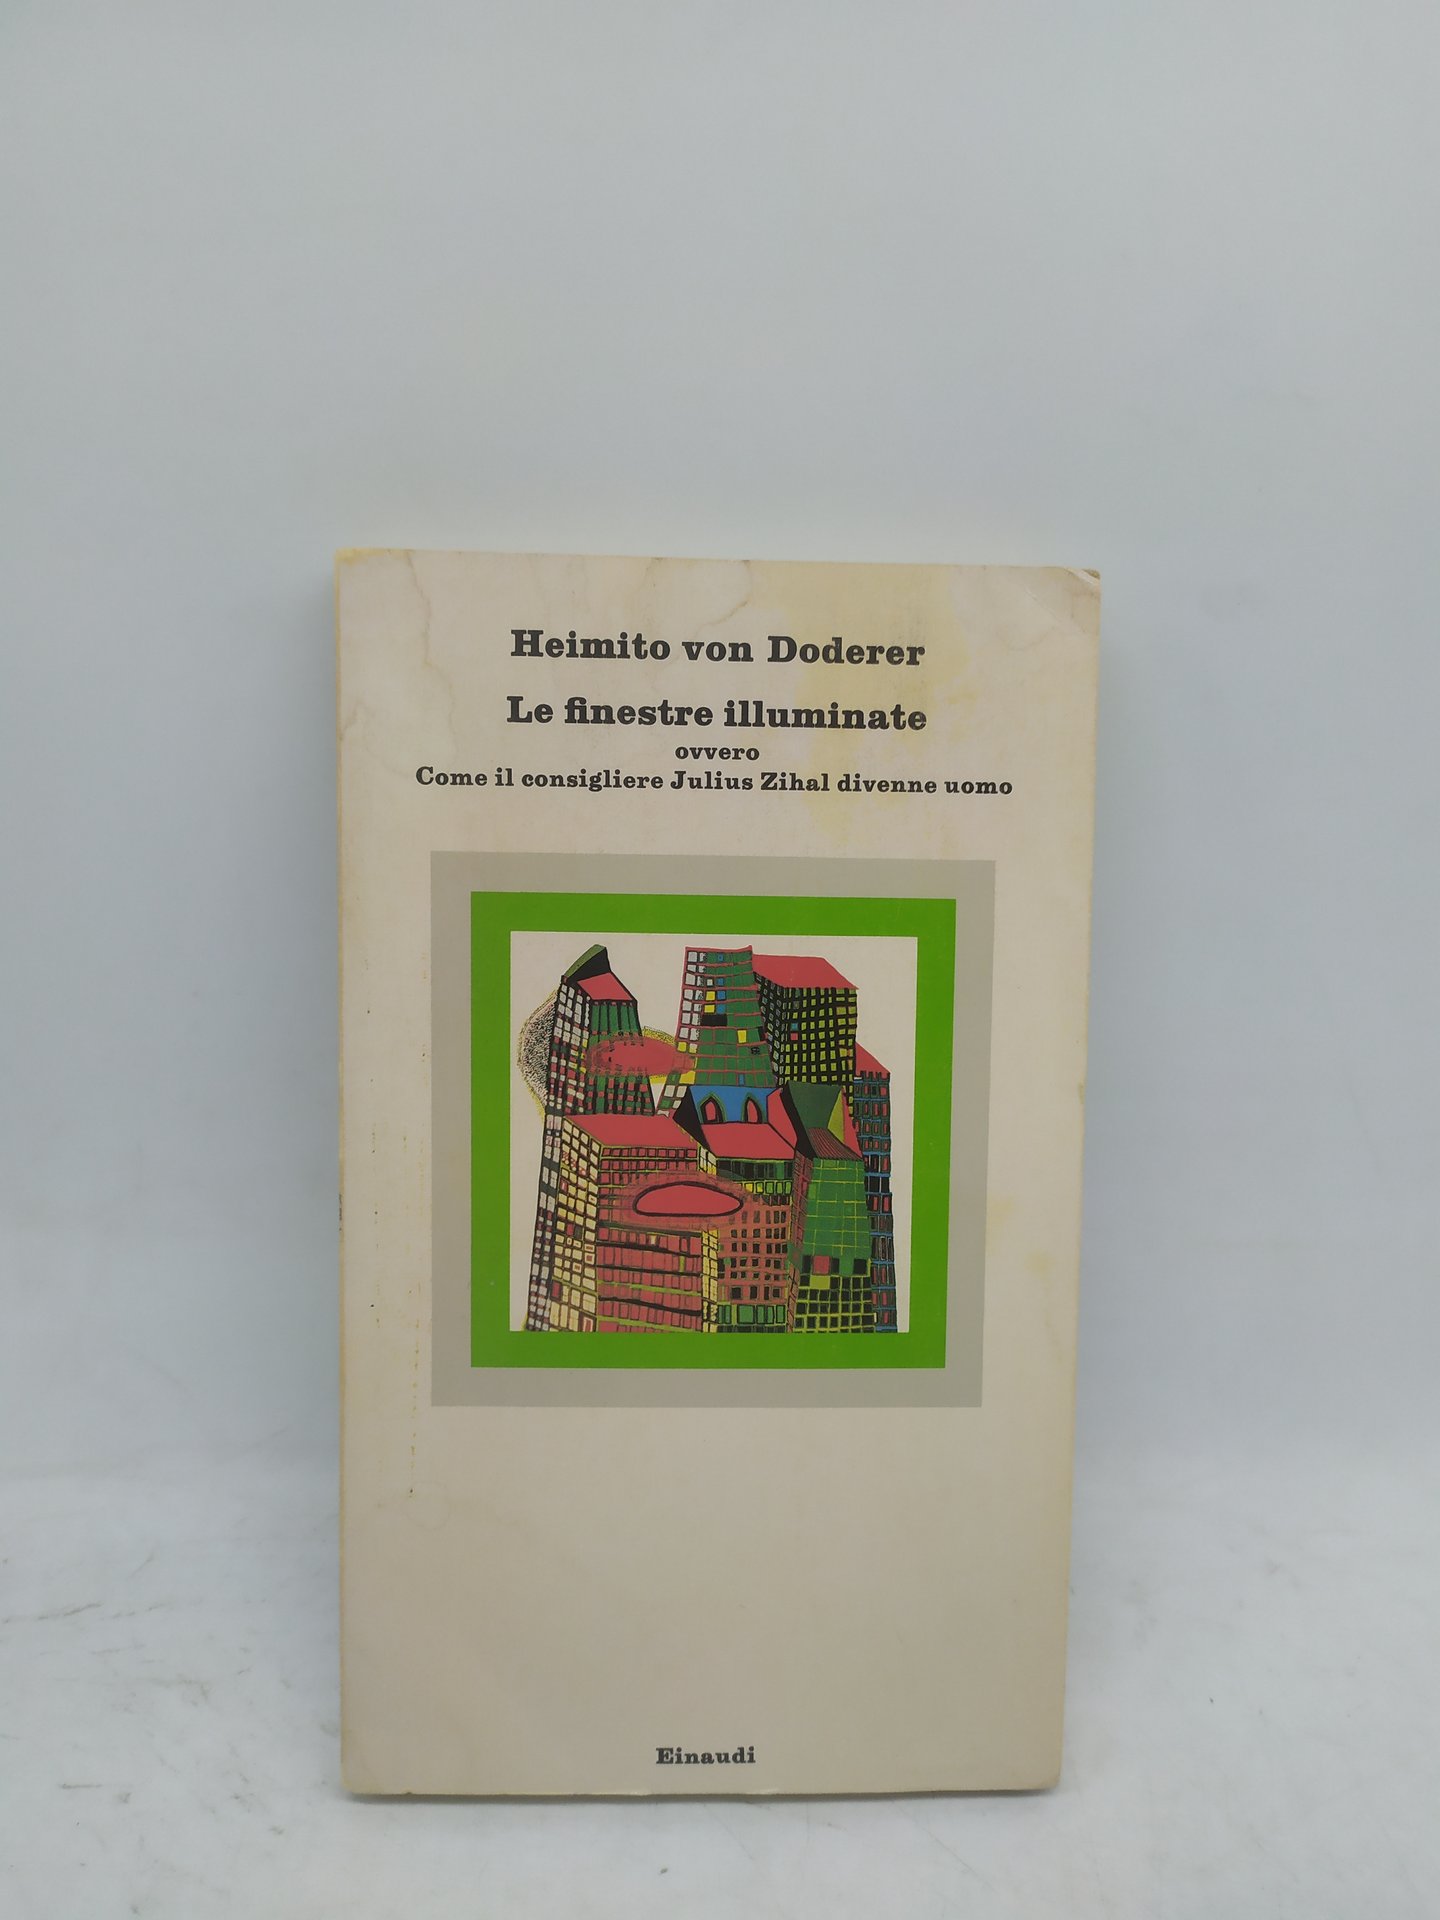 Heimito von Doderer
Le finestre illuminate
ovvero
Come il consigliere Julius Zihal divenne uomo
Einaudi